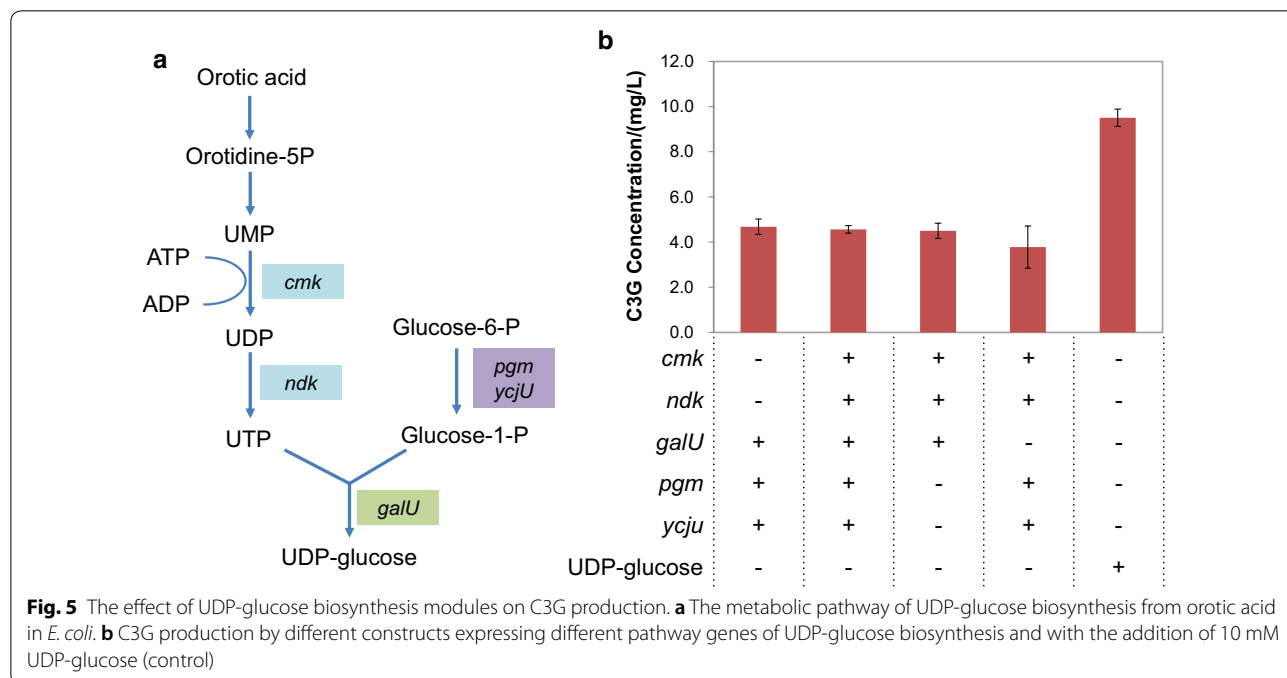 a
Orotic acid
Orotidine-5P
UMP
ATP
cmk
ADP
UDP
Glucose-6-P
ndk
pgm
ycjU
UTP
Glucose-1-P
galU
UDP-glucose
b
C3G Concentration/(mg/L)
12.0
10.0
8.0
6.0
4.0
2.0
0.0
cmk - + + + -
ndk - + + + -
galU + + + - -
pgm + + - + -
ycju + + - + -
UDP-glucose - - - - +
Fig. 5 The effect of UDP-glucose biosynthesis modules on C3G production. a The metabolic pathway of UDP-glucose biosynthesis from orotic acid
in E. coli. b C3G production by different constructs expressing different pathway genes of UDP-glucose biosynthesis and with the addition of 10 mM
UDP-glucose (control)